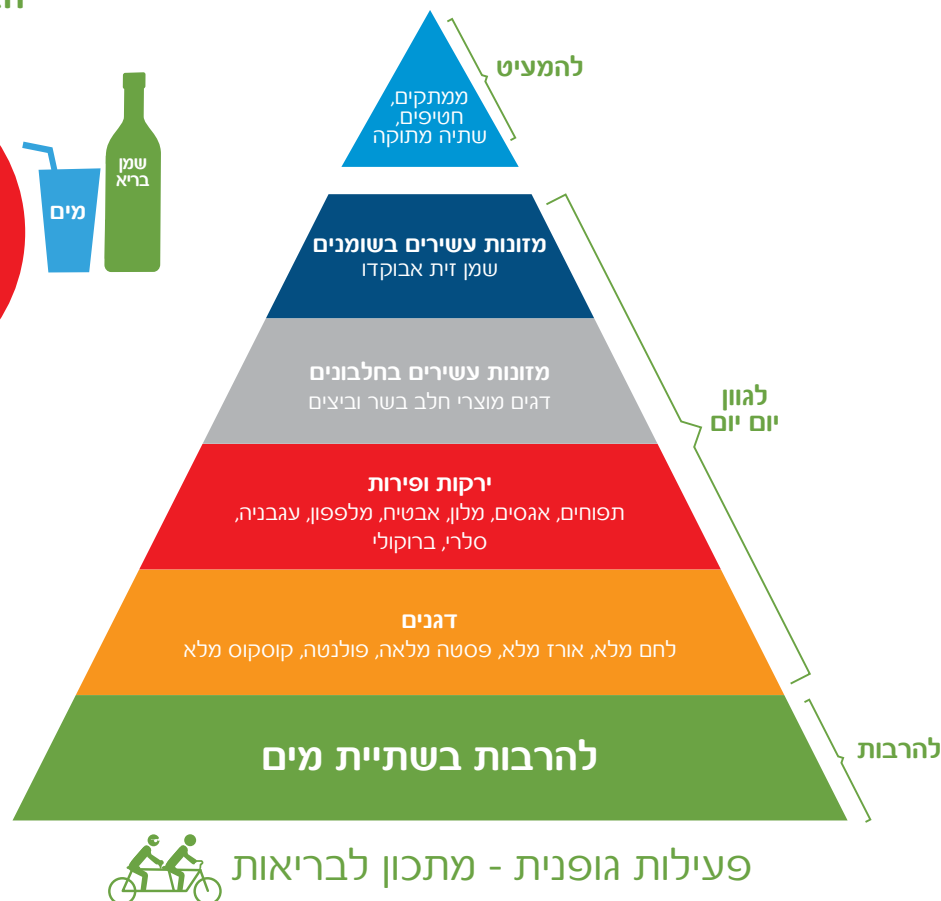 להמעיט
ממתקים,
חטיפים,
שתיה מתוקה
שמן
בריא
מים
מזונות עשירים בשומנים
שמן זית אבוקדו
מזונות עשירים בחלבונים
דגים מוצרי חלב בשר וביצים
לגוון
יום יום
ירקות ופירות
תפוחים, אגסים, מלון, אבטיח, מלפפון, עגבניה,
סלרי, ברוקולי
דגנים
לחם מלא, אורז מלא, פסטה מלאה, פולנטה, קוסקוס מלא
להרבות
להרבות בשתיית מים
פעילות גופנית - מתכון לבריאות